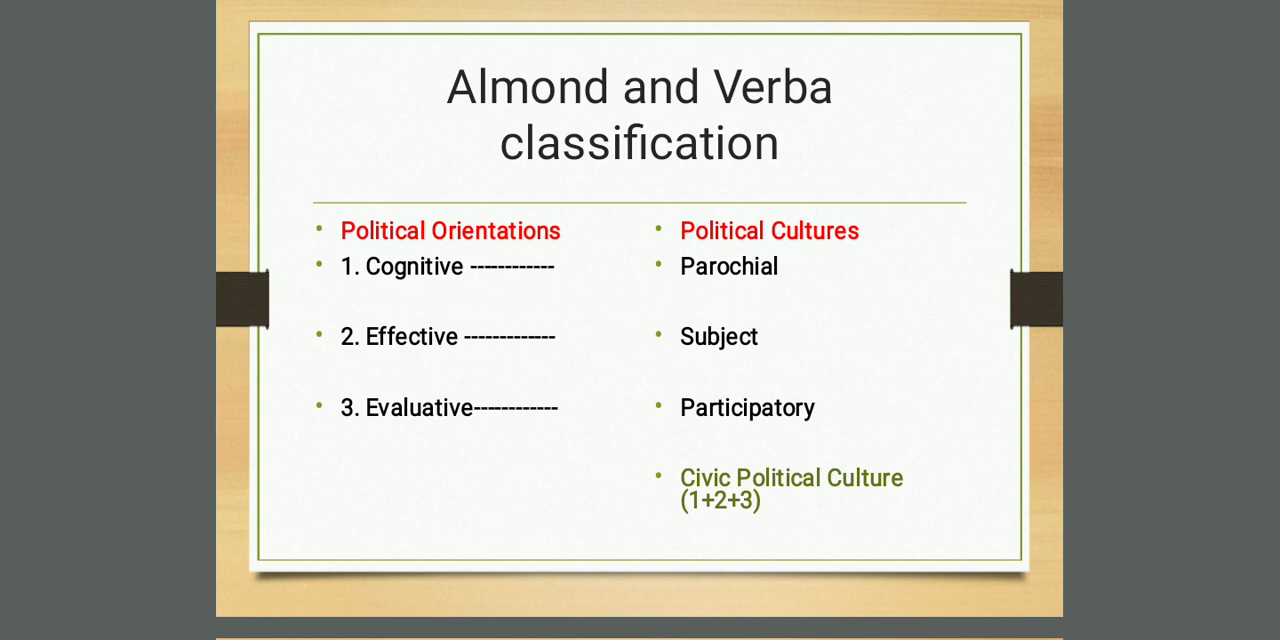 Almond and Verba
classification
• Political Orientations
• 1. Cognitive ------------
• 2. Effective -------------
• 3. Evaluative------------
• Political Cultures
• Parochial
• Subject
• Participatory
• Civic Political Culture
(1+2+3)